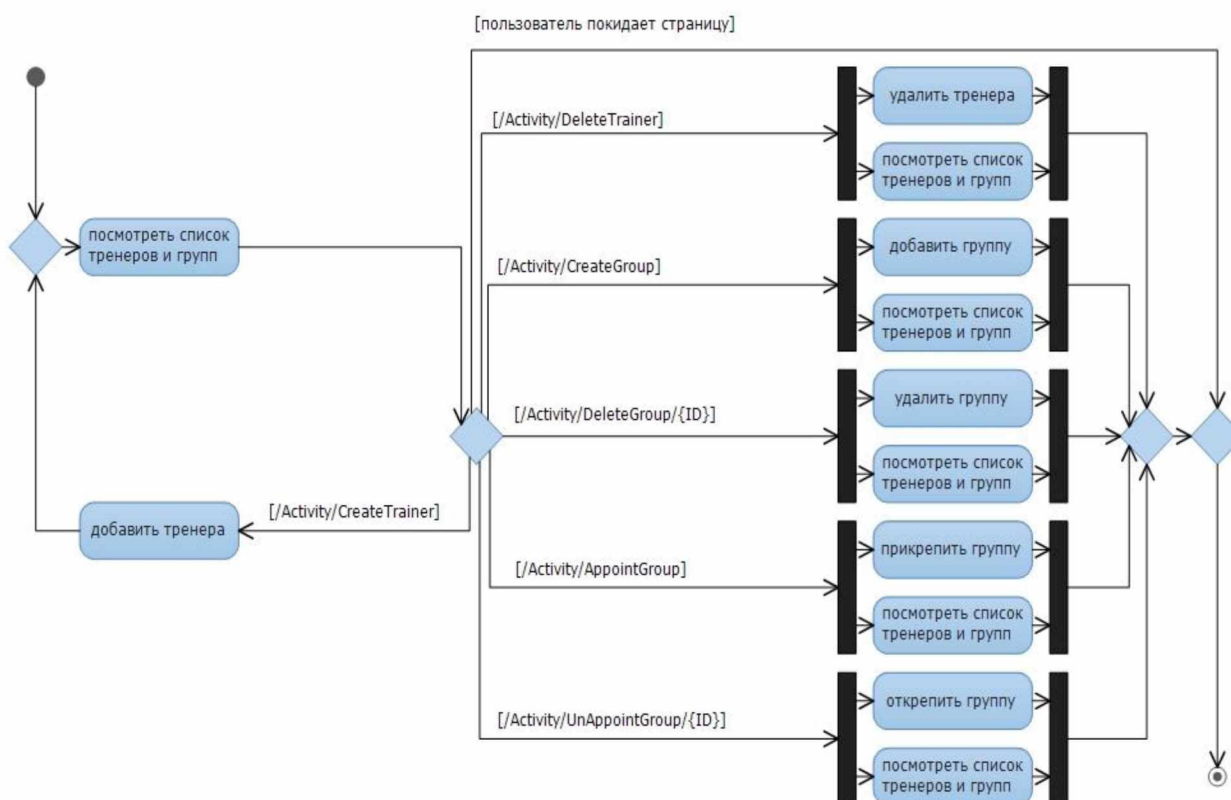 [пользователь покидает страницу]
удалить тренера
[/Activity/DeleteTrainer]
посмотреть список
тренеров и групп
посмотреть список
тренеров и групп
добавить группу
[/Activity/CreateGroup]
посмотреть список
тренеров и групп
удалить группу
[/Activity/DeleteGroup/{ID}]
посмотреть список
тренеров и групп
[/Activity/CreateTrainer]
добавить тренера
прикрепить группу
[/Activity/AppointGroup]
посмотреть список
тренеров и групп
открепить группу
[/Activity/UnAppointGroup/{ID}]
посмотреть список
тренеров и групп